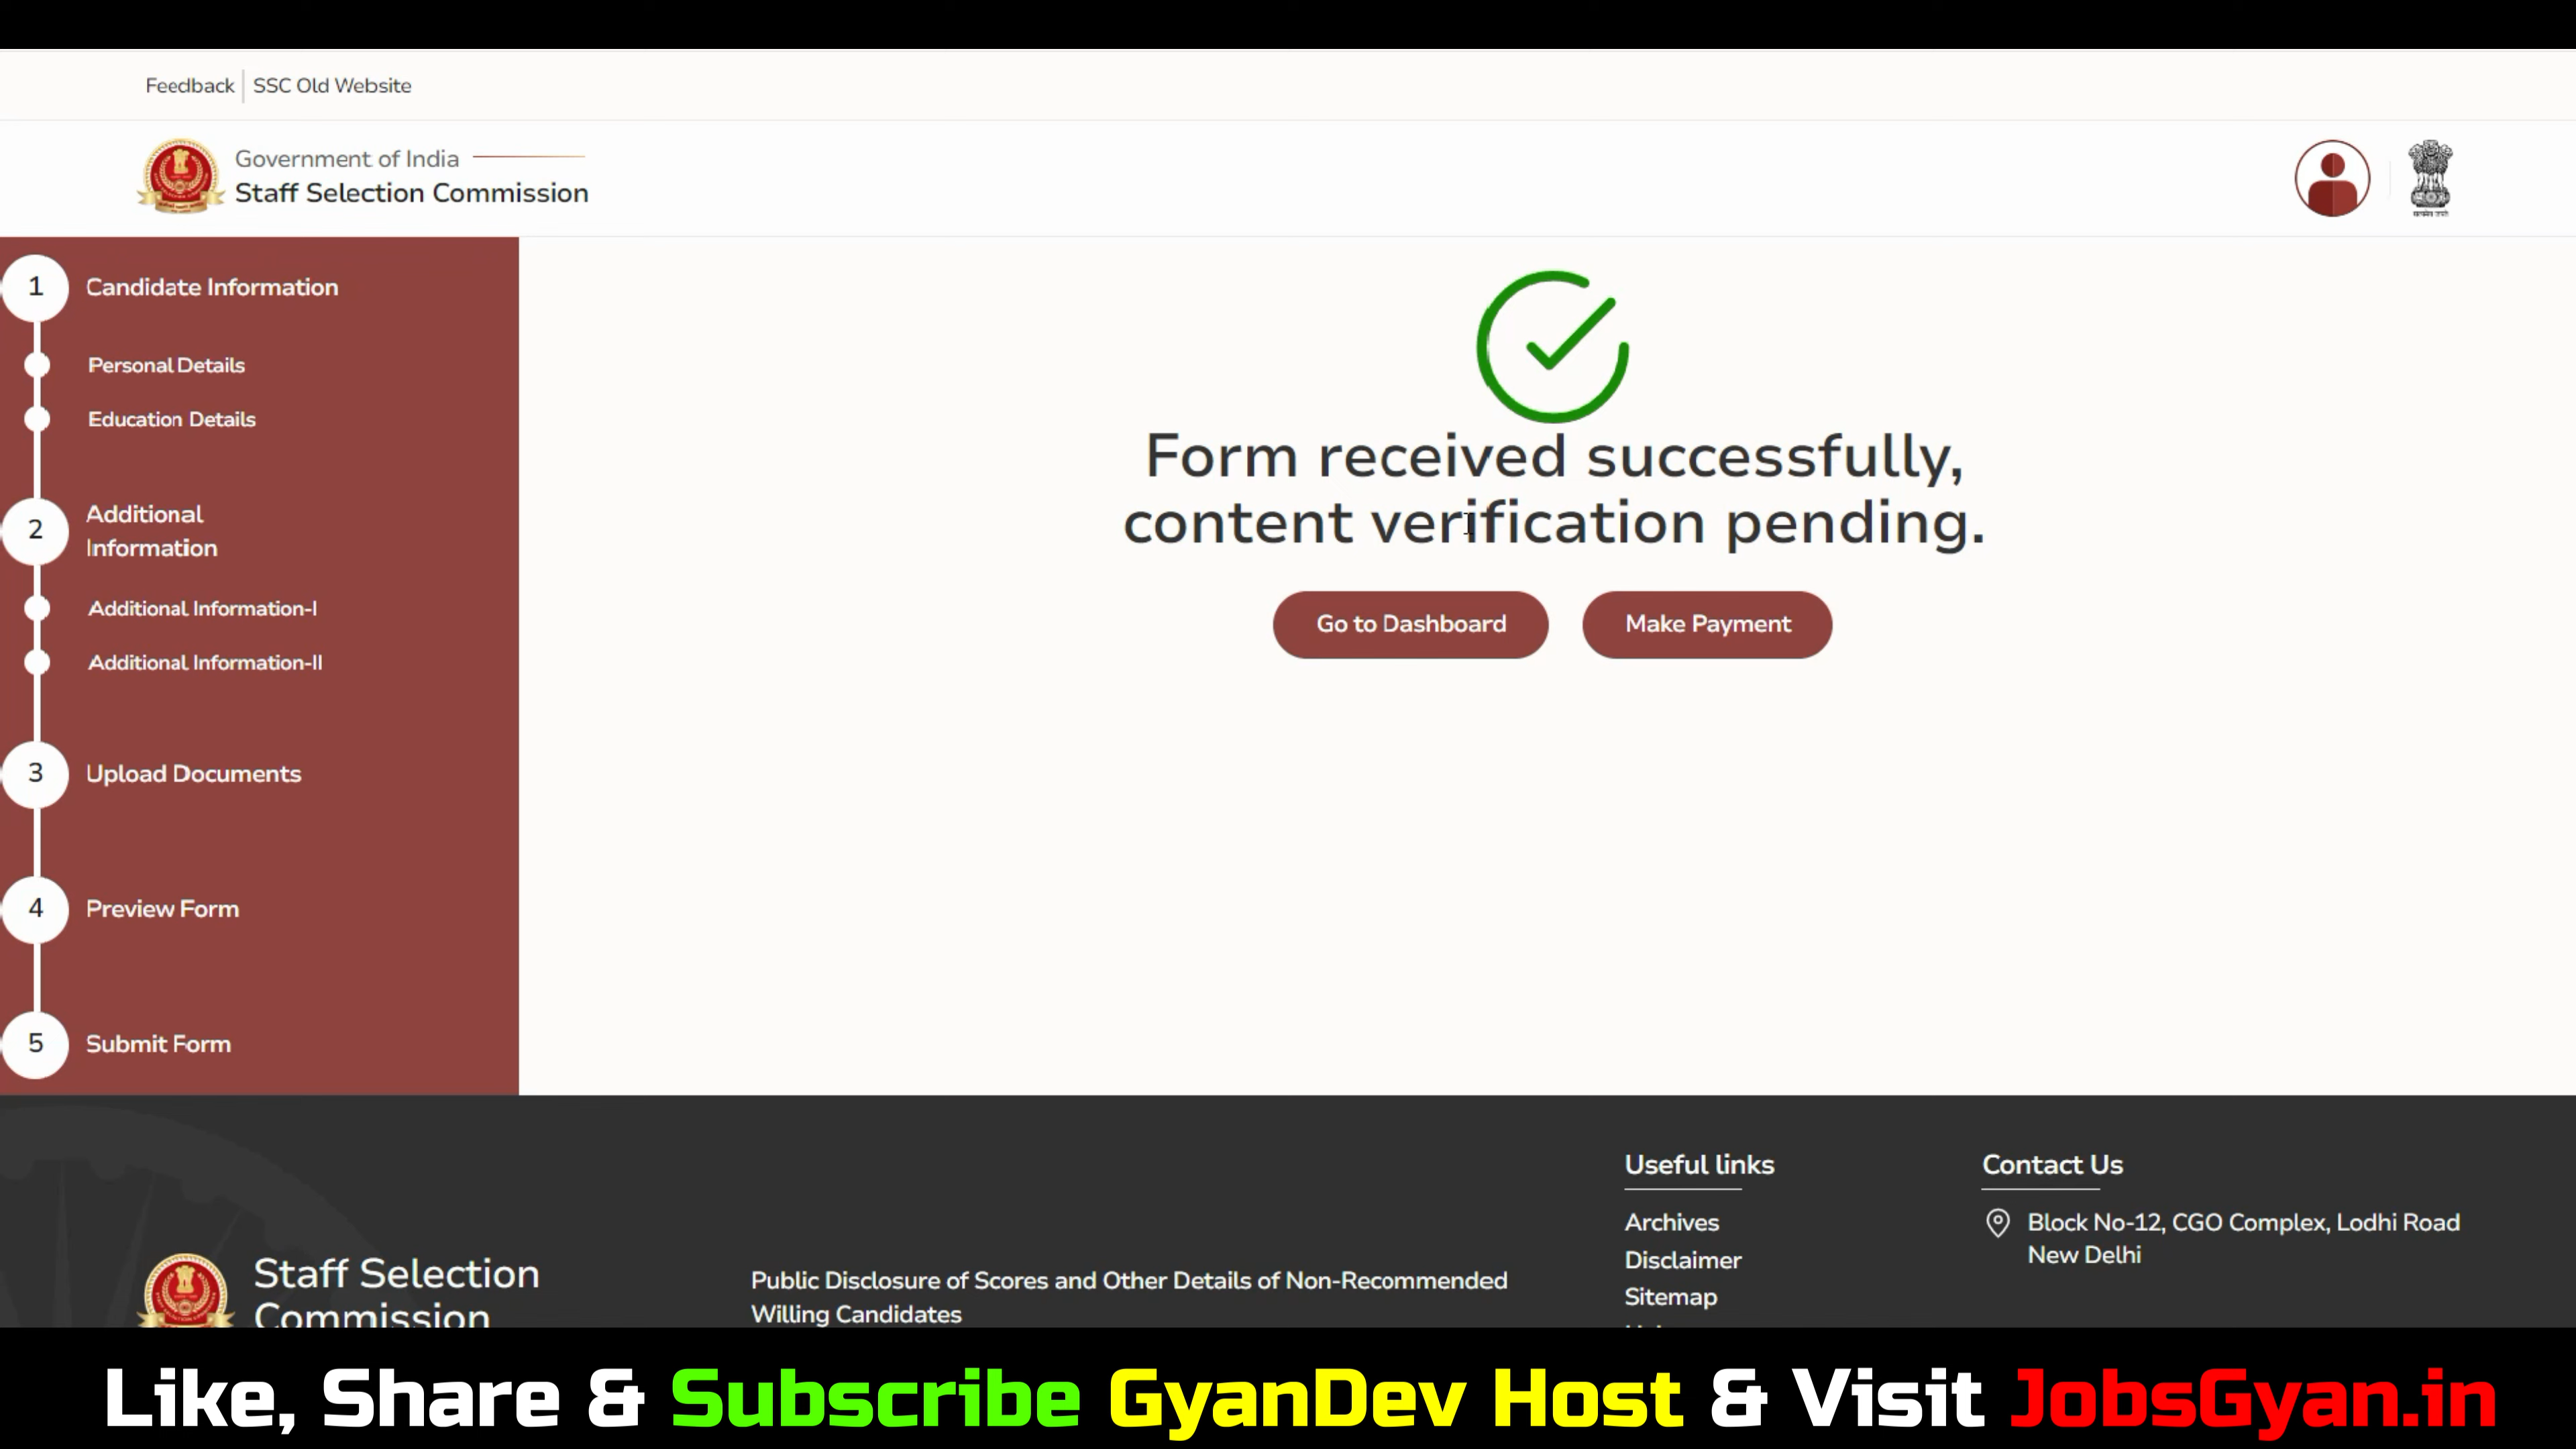 Feedback
SSC Old Website
Government of India
Staff Selection Commission
1
Candidate Information
Personal Details
Education Details
2
Additional
Information
Additional Information-I
Additional Information-II
3
Upload Documents
4
Preview Form
5
Submit Form
Form received successfully,
content verification pending.
Go to Dashboard
Make Payment
Staff Selection
Commission
Public Disclosure of Scores and Other Details of Non-Recommended
Willing Candidates
Useful links
Archives
Disclaimer
Sitemap
Contact Us
Block No-12, CGO Complex, Lodhi Road
New Delhi
Like, Share & Subscribe GyanDev Host & Visit JobsGyan.in